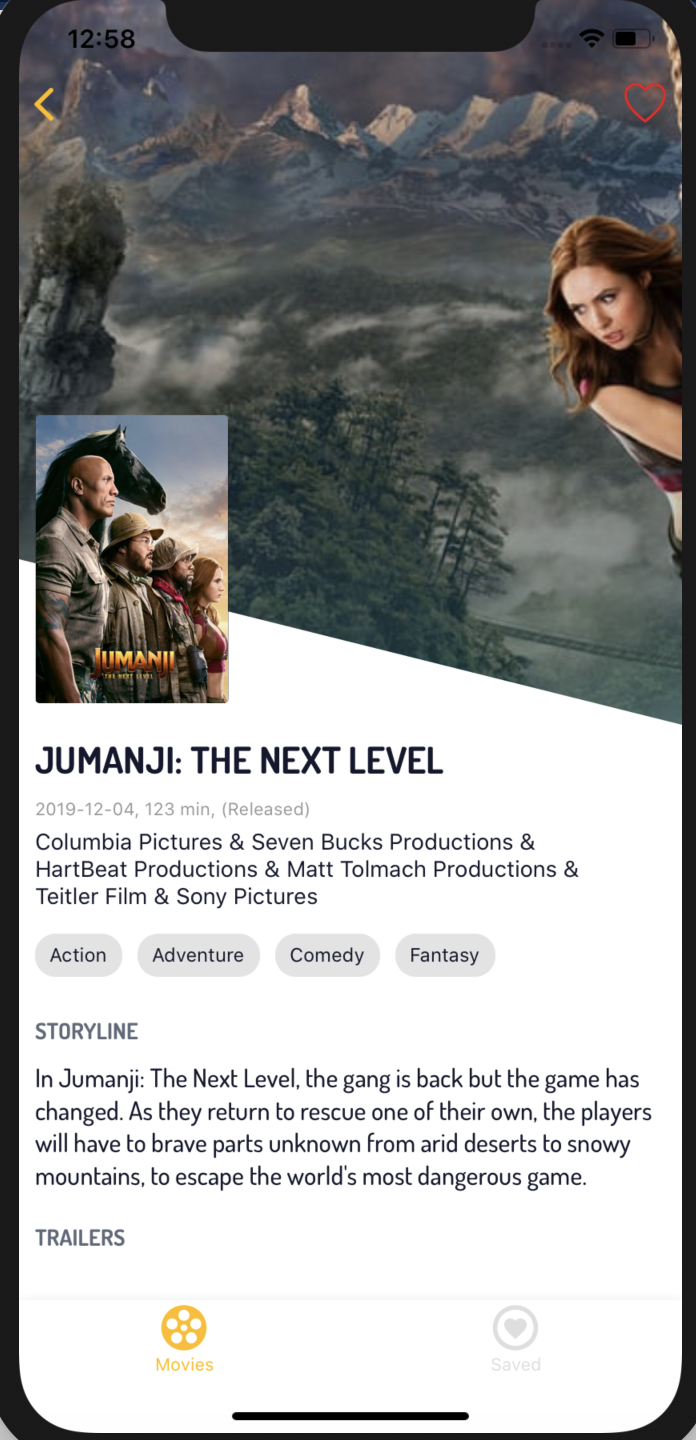 12:58
JUMANJI
THE NEXT LEVEL
JUMANJI: THE NEXT LEVEL
2019-12-04, 123 min, (Released)
Columbia Pictures & Seven Bucks Productions &
HartBeat Productions & Matt Tolmach Productions &
Teitler Film & Sony Pictures
Action Adventure Comedy Fantasy
STORYLINE
In Jumanji: The Next Level, the gang is back but the game has
changed. As they return to rescue one of their own, the players
will have to brave parts unknown from arid deserts to snowy
mountains, to escape the world's most dangerous game.
TRAILERS
Movies Saved